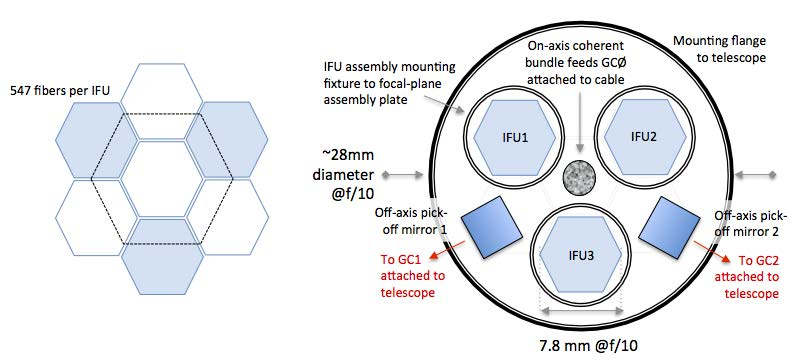 547 fibers per IFU
IFU assembly mounting
fixture to focal-plane
assembly plate
On-axis coherent
bundle feeds GCØ
attached to cable
Mounting flange
to telescope
IFU1
IFU2
~28mm
diameter
@f/10
Off-axis pick-
off mirror 1
Off-axis pick-
off mirror 2
IFU3
To GC1
attached to
telescope
To GC2
attached to
telescope
7.8 mm @f/10